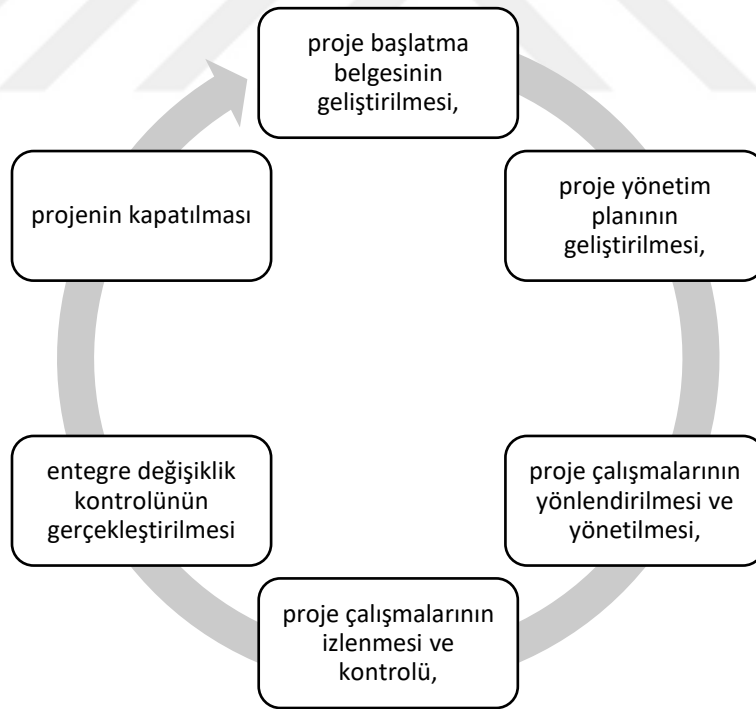 proje başlatma
belgesinin
geliştirilmesi,
proje yönetim
planının
geliştirilmesi,
proje çalışmalarının
yönlendirilmesi ve
yönetilmesi,
proje çalışmalarının
izlenmesi ve
kontrolü,
entegre değişiklik
kontrolünün
gerçekleştirilmesi
projenin kapatılması